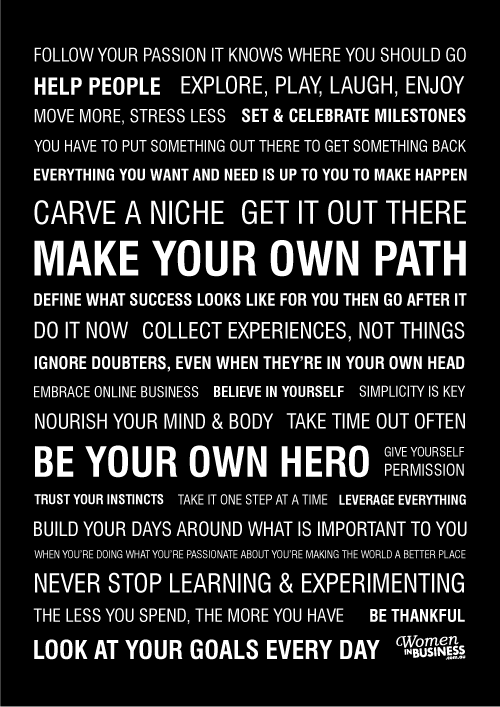 FOLLOW YOUR PASSION IT KNOWS WHERE YOU SHOULD GO
HELP PEOPLE EXPLORE, PLAY, LAUGH, ENJOY
MOVE MORE, STRESS LESS SET & CELEBRATE MILESTONES
YOU HAVE TO PUT SOMETHING OUT THERE TO GET SOMETHING BACK
EVERYTHING YOU WANT AND NEED IS UP TO YOU TO MAKE HAPPEN
CARVE A NICHE GET IT OUT THERE
MAKE YOUR OWN PATH
DEFINE WHAT SUCCESS LOOKS LIKE FOR YOU THEN GO AFTER IT
DO IT NOW COLLECT EXPERIENCES, NOT THINGS
IGNORE DOUBTERS, EVEN WHEN THEY'RE IN YOUR OWN HEAD
EMBRACE ONLINE BUSINESS BELIEVE IN YOURSELF SIMPLICITY IS KEY
NOURISH YOUR MIND & BODY TAKE TIME OUT OFTEN
BE YOUR OWN HERO
GIVE YOURSELF
PERMISSION
TRUST YOUR INSTINCTS TAKE IT ONE STEP AT A TIME LEVERAGE EVERYTHING
BUILD YOUR DAYS AROUND WHAT IS IMPORTANT TO YOU
WHEN YOU'RE DOING WHAT YOU'RE PASSIONATE ABOUT YOU'RE MAKING THE WORLD A BETTER PLACE
NEVER STOP LEARNING & EXPERIMENTING
THE LESS YOU SPEND, THE MORE YOU HAVE BE THANKFUL
LOOK AT YOUR GOALS EVERY DAY
Women
IN BUSINESS